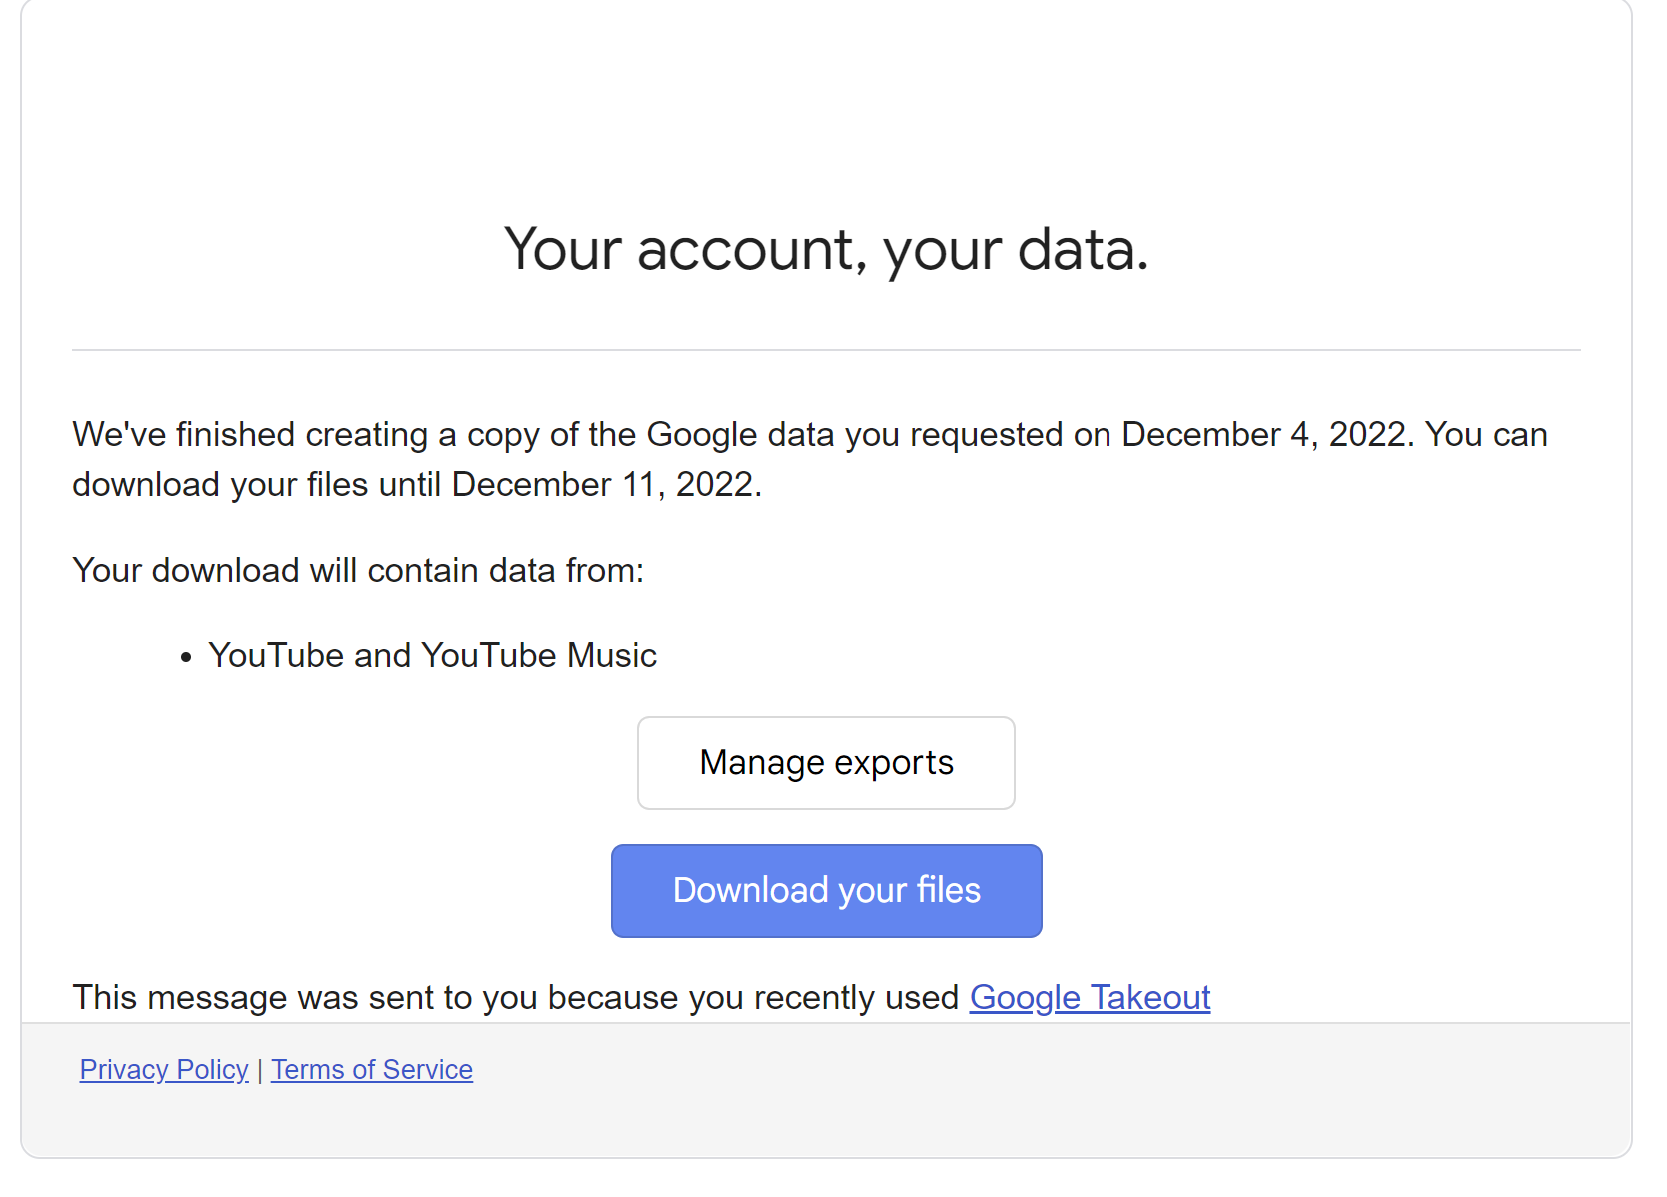 Your account, your data.
We've finished creating a copy of the Google data you requested on December 4, 2022. You can
download your files until December 11, 2022.
Your download will contain data from:
• YouTube and YouTube Music
Manage exports
Download your files
This message was sent to you because you recently used Google Takeout
Privacy Policy | Terms of Service